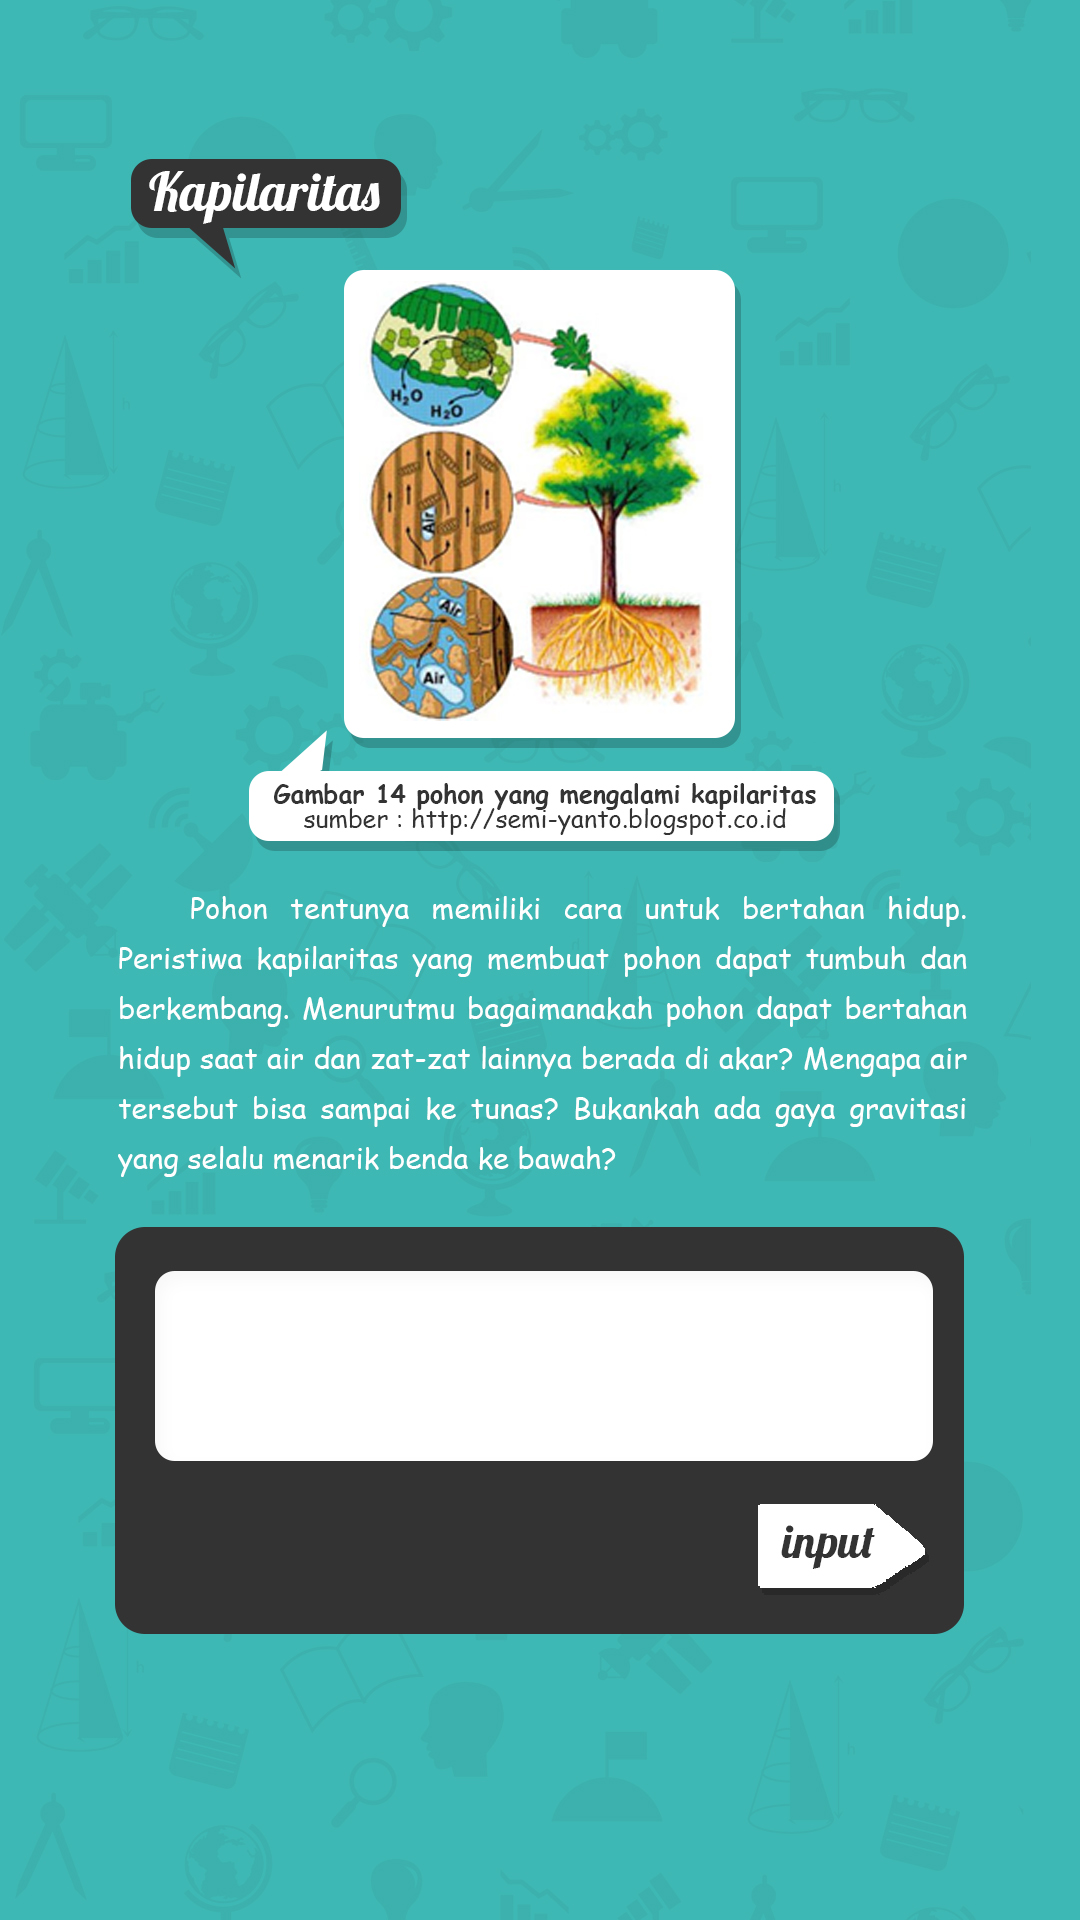 Kapilaritas
H₂O
H₂O
Air
Air
Air
Gambar 14 pohon yang mengalami kapilaritas
sumber : http://semi-yanto.blogspot.co.id
Pohon tentunya memiliki cara untuk bertahan hidup.
Peristiwa kapilaritas yang membuat pohon dapat tumbuh dan
berkembang. Menurutmu bagaimanakah pohon dapat bertahan
hidup saat air dan zat-zat lainnya berada di akar? Mengapa air
tersebut bisa sampai ke tunas? Bukankah ada gaya gravitasi
yang selalu menarik benda ke bawah?
input